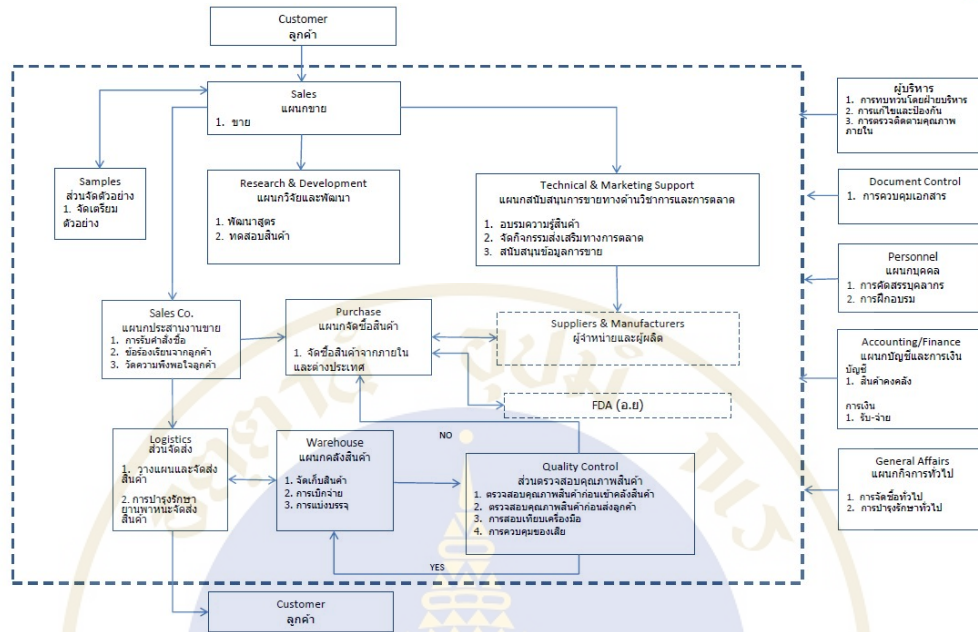 Customer
ลูกค้า
Sales
แผนกขาย
1. ขาย
Samples
ส่วนจัดตัวอย่าง
1. จัดเตรียม
ตัวอย่าง
Research & Development
แผนกวิจัยและพัฒนา
1.พัฒนาสูตร
2. ทดสอบสินค้า
Technical & Marketing Support
แผนกสนับสนุนการขายทางด้านวิชาการและการตลาด
1. อบรมความรู้สินค้า
2. จัดกิจกรรมส่งเสริมทางการตลาด
3. สนับสนุนข้อมูลการขาย
Sales Co.
แผนกประสานงานขาย
1. การรับคำสั่งซื้อ
2. ข้อร้องเรียนจากลูกค้า
3. วัดความพึงพอใจลูกค้า
Purchase
แผนกจัดซื้อสินค้า
1. จัดซื้อสินค้าจากภายใน
และต่างประเทศ
Suppliers & Manufacturers
ผู้จำหน่ายและผู้ผลิต
FDA (อ.ย)
Logistics
ส่วนจัดส่ง
1. วางแผนและจัดส่ง
สินค้า
2. การบำรุงรักษา
ยานพาหนะจัดส่ง
สินค้า
Warehouse
แผนกคลังสินค้า
1. จัดเก็บสินค้า
2. การเบิกจ่าย
3. การแบ่งบรรจุ
NO
Quality Control
ส่วนตรวจสอบคุณภาพสินค้า
1. ตรวจสอบคุณภาพสินค้าก่อนเข้าคลังสินค้า
2. ตรวจสอบคุณภาพสินค้าก่อนส่งลูกค้า
3. การสอบเทียบเครื่องมือ
4. การควบคุมของเสีย
YES
Customer
ลูกค้า
ผู้บริหาร
1. การทบทวนโดยฝ่ายบริหาร
2. การแก้ไขและป้องกัน
3. การตรวจติดตามคุณภาพ
ภายใน
Document Control
1. การควบคุมเอกสาร
Personnel
แผนกบุคคล
1. การคัดสรรบุคลากร
2. การฝึกอบรม
Accounting/Finance
แผนกบัญชีและการเงิน
บัญชี
1. สินค้าคงคลัง
การเงิน
1. รับ-จ่าย
General Affairs
แผนกกิจการทั่วไป
1. การจัดซื้อทั่วไป
2. การบำรุงรักษาทั่วไป